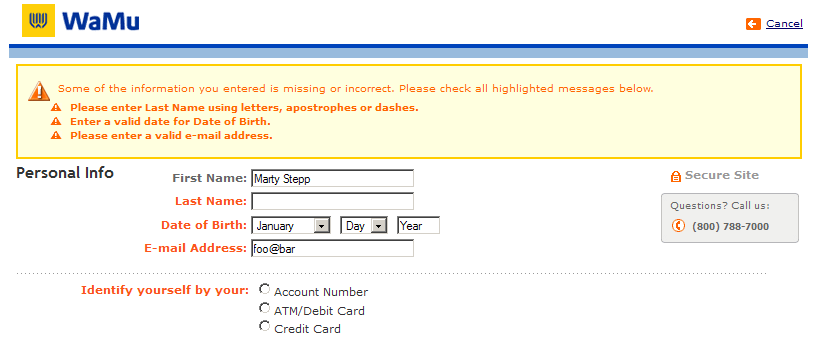 WaMu
Cancel
Some of the information you entered is missing or incorrect. Please check all highlighted messages below.
Please enter Last Name using letters, apostrophes or dashes.
Enter a valid date for Date of Birth.
Please enter a valid e-mail address.
Personal Info
First Name: Marty Stepp
Secure Site
Last Name:
Questions? Call us:
Date of Birth: January Day Year
(800) 788-7000
E-mail Address: foo@bar
Identify yourself by your: Account Number
ATM/Debit Card
Credit Card